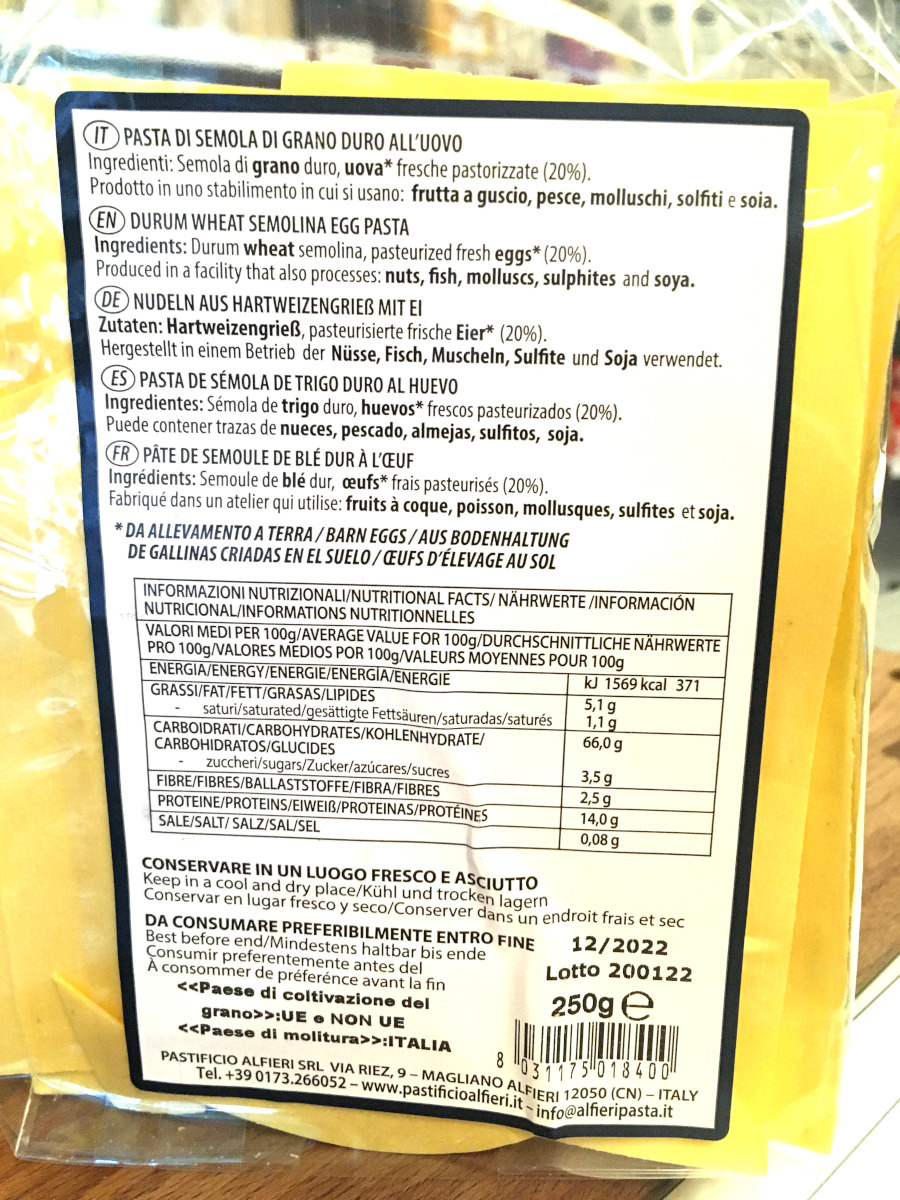 IT PASTA DI SEMOLA DI GRANO DURO ALL'UOVO
Ingredienti: Semola di grano duro, uova* fresche pastorizzate (20%).
Prodotto in uno stabilimento in cui si usano: frutta a guscio, pesce, molluschi, solfiti e soia.
EN DURUM WHEAT SEMOLINA EGG PASTA
Ingredients: Durum wheat semolina, pasteurized fresh eggs* (20%).
Produced in a facility that also processes: nuts, fish, molluscs, sulphites and soya.
DE NUDELN AUS HARTWEIZENGRIEß MIT EI
Zutaten: Hartweizengrieß, pasteurisierte frische Eier* (20%).
Hergestellt in einem Betrieb der Nüsse, Fisch, Muscheln, Sulfite und Soja verwendet.
ES PASTA DE SÉMOLA DE TRIGO DURO AL HUEVO
Ingredientes: Sémola de trigo duro, huevos* frescos pasteurizados (20%).
Puede contener trazas de nueces, pescado, almejas, sulfitos, soja.
FR PÂTE DE SEMOULE DE BLÉ DUR À L'ŒUF
Ingrédients: Semoule de blé dur, œufs* frais pasteurisés (20%).
Fabriqué dans un atelier qui utilise: fruits à coque, poisson, mollusques, sulfites et soja.
* DA ALLEVAMENTO A TERRA / BARN EGGS / AUS BODENHALTUNG
DE GALLINAS CRIADAS EN EL SUELO / ŒUFS D'ÉLEVAGE AU SOL
INFORMAZIONI NUTRIZIONALI/NUTRITIONAL FACTS/ NÄHRWERTE /INFORMACIÓN
NUTRICIONAL/INFORMATIONS NUTRITIONNELLES
VALORI MEDI PER 100g/AVERAGE VALUE FOR 100g/DURCHSCHNITTLICHE NÄHRWERTE
PRO 100g/VALORES MEDIOS POR 100g/VALEURS MOYENNES POUR 100g
ENERGIA/ENERGY/ENERGIE/ENERGÍA/ENERGIE kJ 1569 kcal 371
GRASSI/FAT/FETT/GRASAS/LIPIDES 5,1 g
- saturi/saturated/gesättigte Fettsäuren/saturadas/saturés 1,1 g
CARBOIDRATI/CARBOHYDRATES/KOHLENHYDRATE/
CARBOHIDRATOS/GLUCIDES 66,0 g
- zuccheri/sugars/Zucker/azúcares/sucres 3,5 g
FIBRE/FIBRES/BALLASTSTOFFE/FIBRA/FIBRES 2,5 g
PROTEINE/PROTEINS/EIWEIß/PROTEINAS/PROTÉINES 14,0 g
SALE/SALT/ SALZ/SAL/SEL 0,08 g
CONSERVARE IN UN LUOGO FRESCO E ASCIUTTO
Keep in a cool and dry place/Kühl und trocken lagern
Conservar en lugar fresco y seco/Conserver dans un endroit frais et sec
DA CONSUMARE PREFERIBILMENTE ENTRO FINE 12/2022
Best before end/Mindestens haltbar bis ende
Consumir preferentemente antes del Lotto 200122
À consommer de préférénce avant la fin
<<Paese di coltivazione del 250g e
grano>>:UE e NON UE
<<Paese di molitura>>:ITALIA
8 031175 018400
PASTIFICIO ALFIERI SRL VIA RIEZ, 9 – MAGLIANO ALFIERI 12050 (CN) – ITALY
Tel. +39 0173.266052 – www.pastificioalfieri.it – info@alfieripasta.it